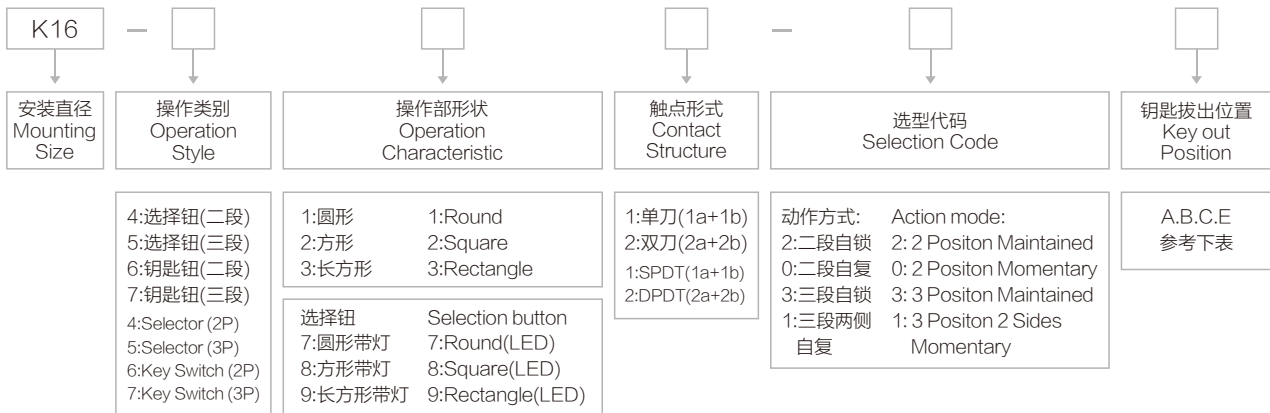 K16 — —
安装直径
Mounting
Size
操作类别
Operation
Style
操作部形状
Operation
Characteristic
触点形式
Contact
Structure
选型代码
Selection Code
钥匙拔出位置
Key out
Position
4:选择钮(二段)
5:选择钮(三段)
6:钥匙钮(二段)
7:钥匙钮(三段)
4:Selector (2P)
5:Selector (3P)
6:Key Switch (2P)
7:Key Switch (3P)
1:圆形 1:Round
2:方形 2:Square
3:长方形 3:Rectangle
选择钮 Selection button
7:圆形带灯 7:Round(LED)
8:方形带灯 8:Square(LED)
9:长方形带灯 9:Rectangle(LED)
1:单刀(1a+1b)
2:双刀(2a+2b)
1:SPDT(1a+1b)
2:DPDT(2a+2b)
动作方式: Action mode:
2:二段自锁 2: 2 Positon Maintained
0:二段自复 0: 2 Positon Momentary
3:三段自锁 3: 3 Positon Maintained
1:三段两侧 1: 3 Positon 2 Sides
自复 Momentary
A.B.C.E
参考下表